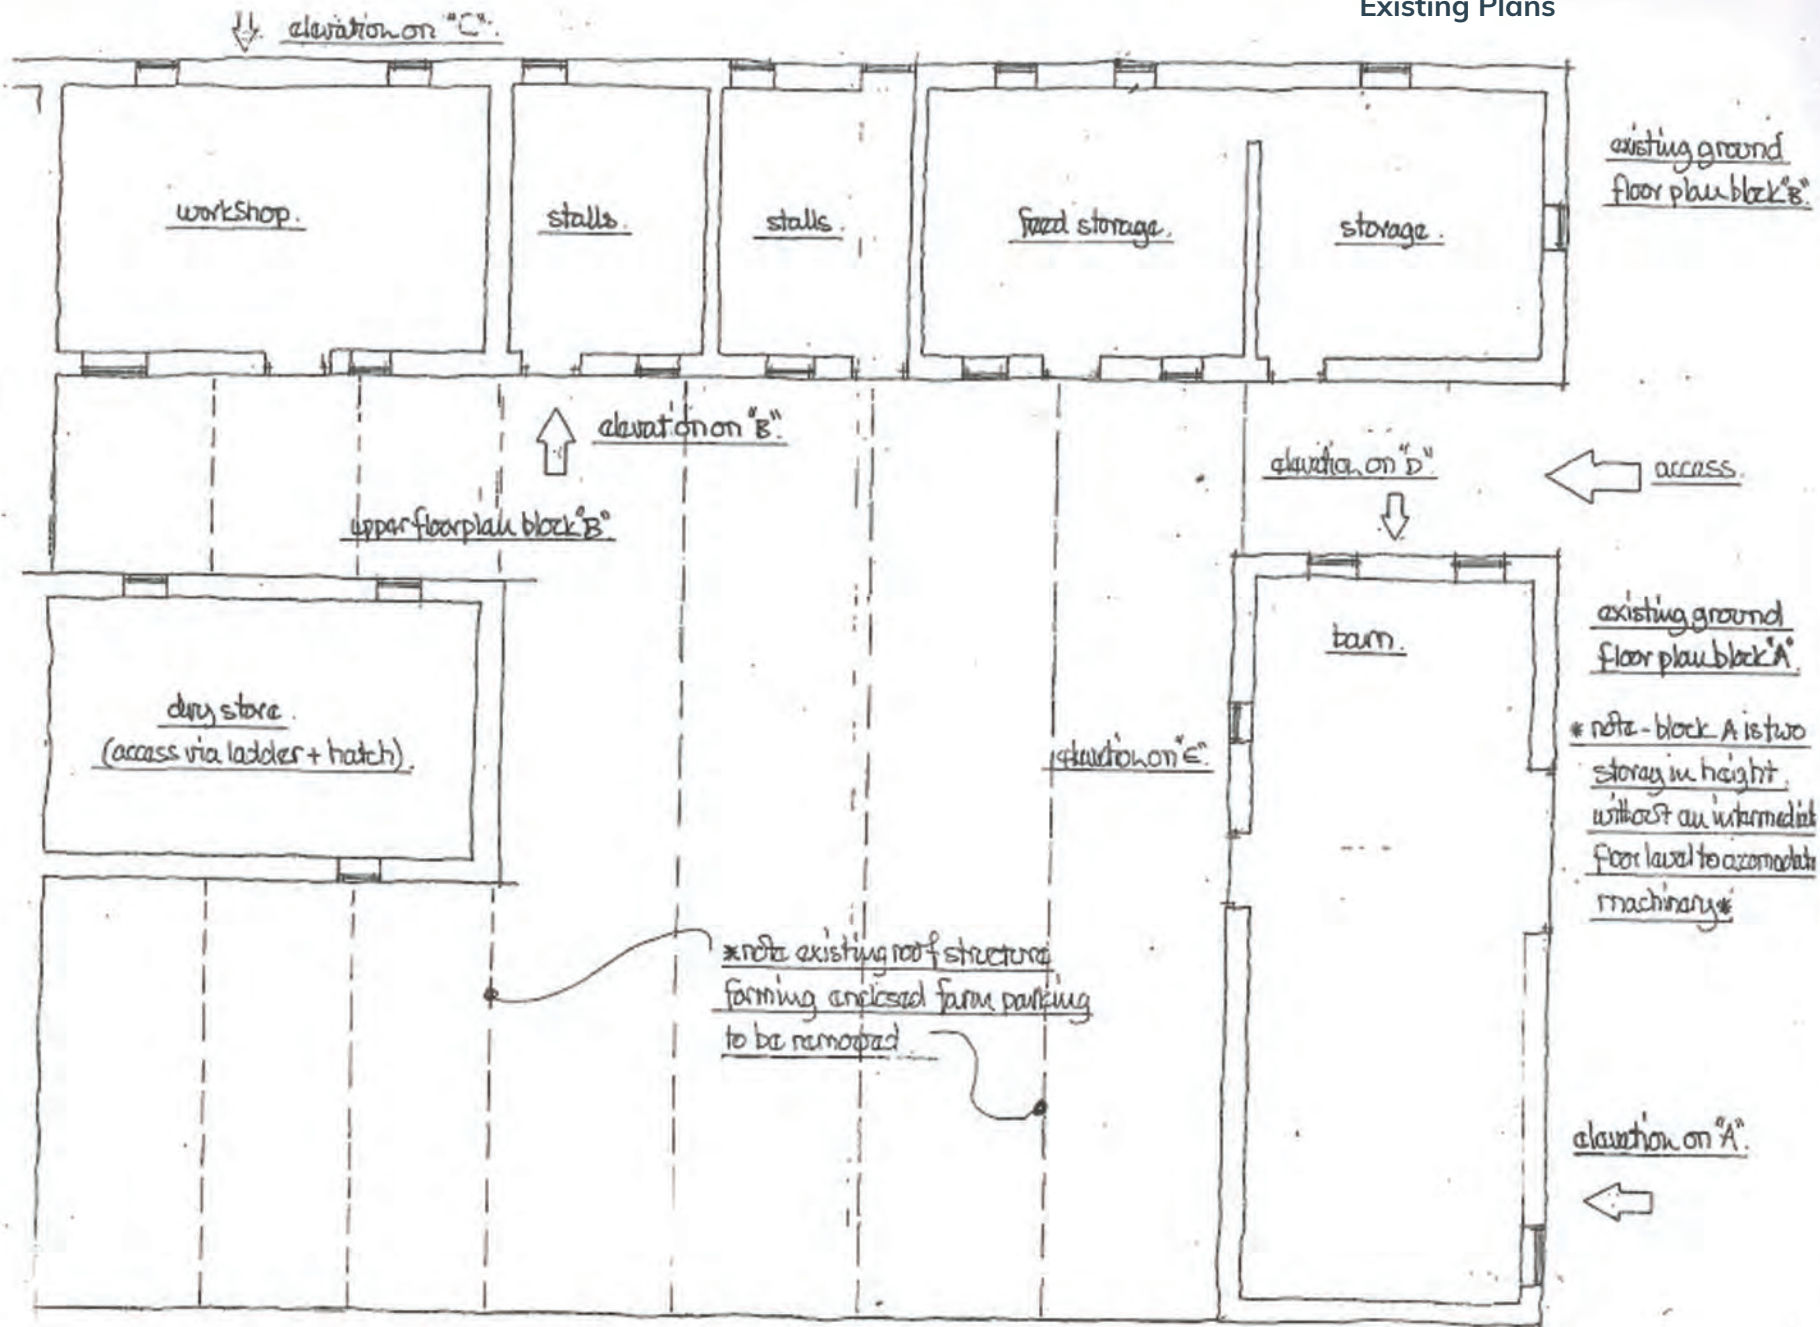 Existing Plans
elevation on "C".
existing ground
floor plan block "B".
workshop.
stalls.
stalls.
feed storage.
storage.
elevation on "B".
elevation on "D".
access.
upper floor plan block "B".
barn.
existing ground
floor plan block "A".
dry store.
(access via ladder + hatch).
elevation on "E".
* note - block A is two
storey in height.
without an intermediate
floor level to accomodate
machinary *
* note existing roof structure
forming enclosed farm parking
to be removed.
elevation on "A".